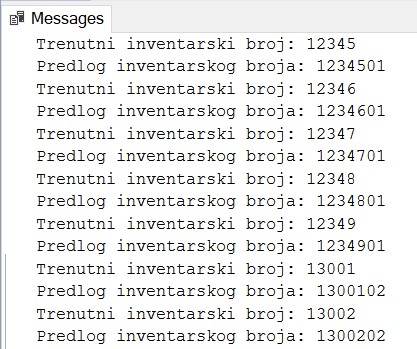 Messages
Trenutni inventarski broj: 12345
Predlog inventarskog broja: 1234501
Trenutni inventarski broj: 12346
Predlog inventarskog broja: 1234601
Trenutni inventarski broj: 12347
Predlog inventarskog broja: 1234701
Trenutni inventarski broj: 12348
Predlog inventarskog broja: 1234801
Trenutni inventarski broj: 12349
Predlog inventarskog broja: 1234901
Trenutni inventarski broj: 13001
Predlog inventarskog broja: 1300102
Trenutni inventarski broj: 13002
Predlog inventarskog broja: 1300202